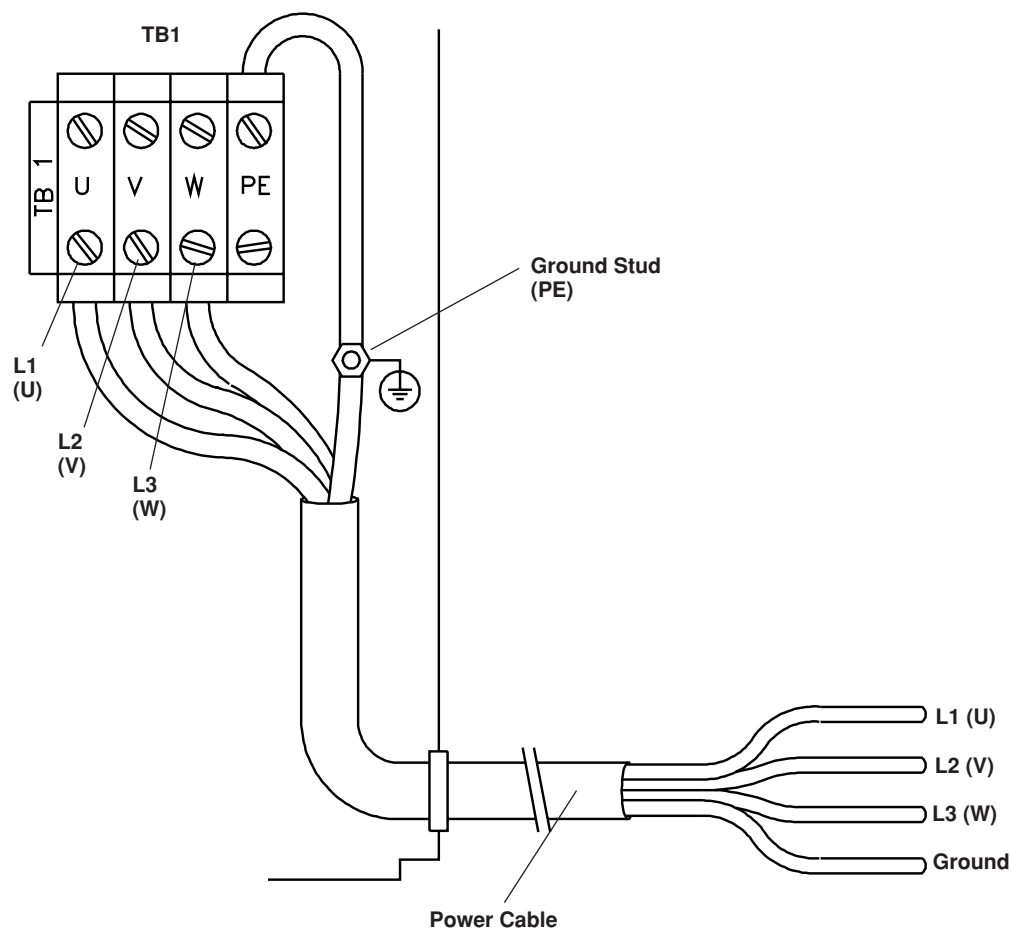 TB1
TB 1
U
V
W
PE
Ground Stud
(PE)
L1
(U)
L2
(V)
L3
(W)
L1 (U)
L2 (V)
L3 (W)
Ground
Power Cable